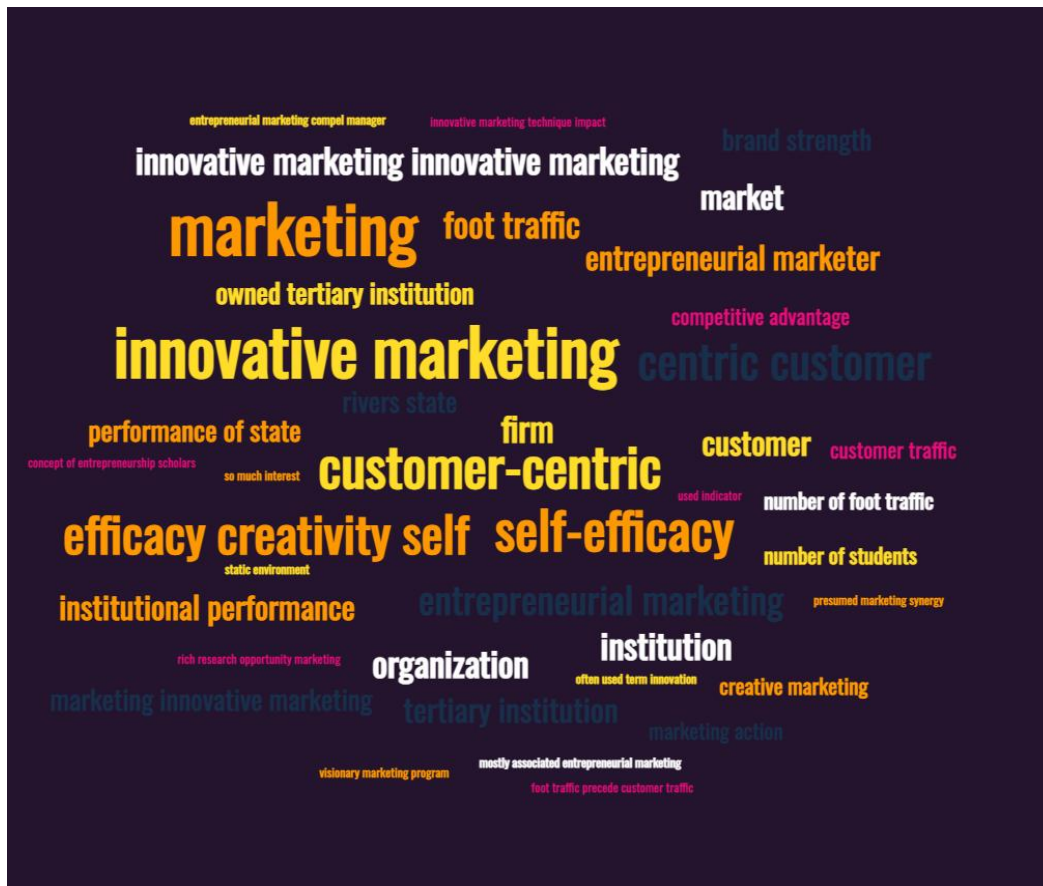 entrepreneurial marketing compel manager
innovative marketing technique impact
brand strength
innovative marketing innovative marketing
market
marketing
foot traffic
entrepreneurial marketer
owned tertiary institution
competitive advantage
innovative marketing
centric customer
rivers state
performance of state
firm
customer
customer traffic
concept of entrepreneurship scholars
so much interest
customer-centric
used indicator
number of foot traffic
efficacy creativity self
self-efficacy
number of students
static environment
institutional performance
entrepreneurial marketing
presumed marketing synergy
rich research opportunity marketing
organization
institution
often used term innovation
creative marketing
marketing innovative marketing
tertiary institution
marketing action
visionary marketing program
mostly associated entrepreneurial marketing
foot traffic precede customer traffic